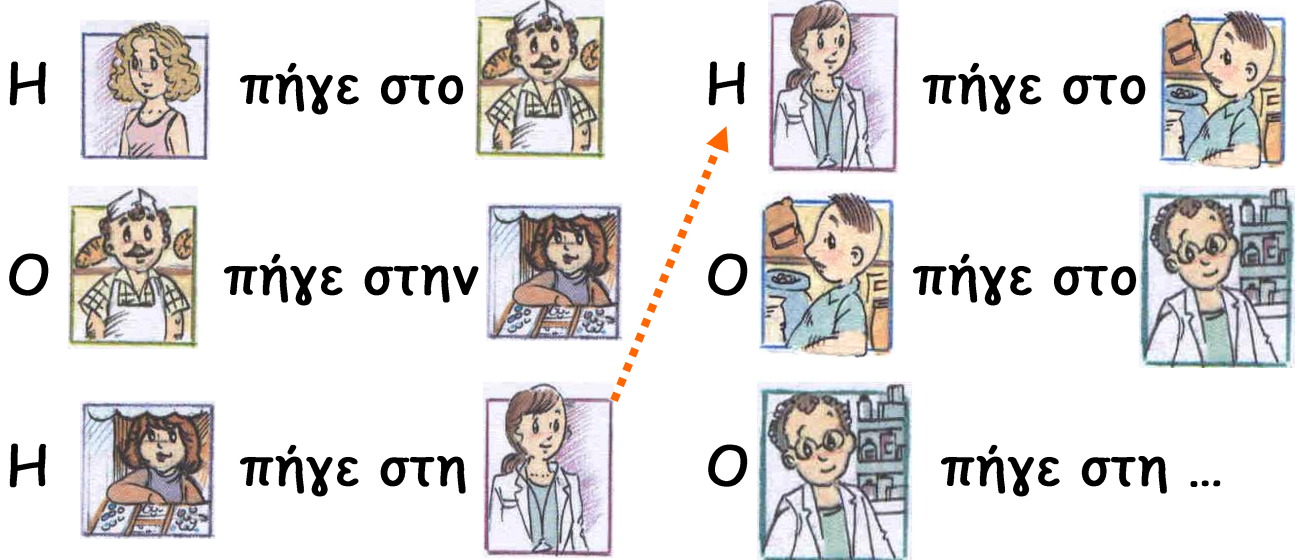 Η πήγε στο
Ο πήγε στην
Η πήγε στη
Η πήγε στο
Ο πήγε στο
Ο πήγε στη ...